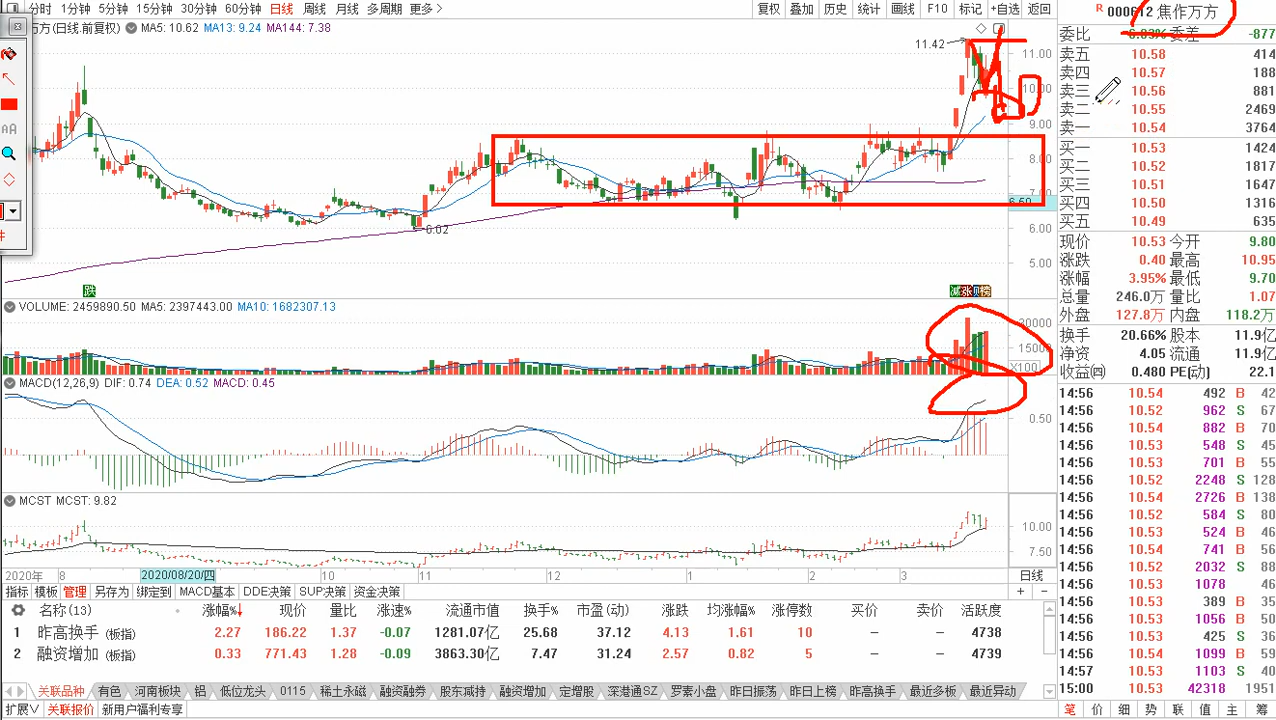 分时 1分钟 5分钟 15分钟 30分钟 60分钟 日线 周线 月线 多周期 更多 >
复权 叠加 历史 统计 画线 F10 标记 +自选 返回
R 000612 焦作万方
万方(日线.前复权) MA5: 10.62 MA13: 9.24 MA144: 7.38
委比 -6.83% 委差 -877
11.42
11.00
10.00
9.00
8.00
7.00
6.50
6.00
5.00
6.02
跌
减 涨 榜
卖五 10.58 414
卖四 10.57 188
卖三 10.56 881
卖二 10.55 2469
卖一 10.54 3764
买一 10.53 1424
买二 10.52 1817
买三 10.51 1647
买四 10.50 1316
买五 10.49 635
现价 10.53 今开 9.80
涨跌 0.40 最高 10.95
涨幅 3.95% 最低 9.70
总量 246.0万 量比 1.07
外盘 127.8万 内盘 118.2万
换手 20.66% 股本 11.9亿
净资 4.05 流通 11.9亿
收益㈣ 0.480 PE(动) 22.1
VOLUME: 2459890.50 MA5: 2397443.00 MA10: 1682307.13
20000
15000
X100
MACD(12,26,9) DIF: 0.74 DEA: 0.52 MACD: 0.45
0.50
MCST MCST: 9.82
10.00
7.50
2020年 8 2020/08/20/四 10 11 12 1 2 3 日线
14:56 10.54 492 B 42
14:56 10.52 962 S 67
14:56 10.54 882 B 70
14:56 10.53 548 S 45
14:56 10.53 701 B 55
14:56 10.52 2248 S 128
14:56 10.54 2726 B 138
14:56 10.52 584 S 80
14:56 10.53 524 B 46
14:56 10.54 741 B 56
14:56 10.52 2032 S 88
14:56 10.53 1078 S 46
14:56 10.53 389 B 35
14:56 10.53 1056 B 50
14:56 10.53 425 S 36
14:56 10.54 1099 B 59
14:57 10.53 1103 S 40
15:00 10.53 42318 1951
指标 模板 管理 另存为 绑定到 MACD基本 DDE决策 SUP决策 资金决策 + -
名称(13) 涨幅%↓ 现价 量比 涨速% 流通市值 换手% 市盈(动) 涨跌 均涨幅% 涨停数 买价 卖价 活跃度
1 昨高换手 (板指) 2.27 186.22 1.37 -0.07 1281.07亿 25.68 37.12 4.13 1.61 10 — — 4738
2 融资增加 (板指) 0.33 771.43 1.28 -0.09 3863.30亿 7.47 31.24 2.57 0.82 5 — — 4739
关联品种 有色 河南板块 铝 低位龙头 0115 稀土永磁 融资融券 股东减持 融资增加 定增股 深港通SZ 罗素小盘 昨日振荡 昨日上榜 昨高换手 最近多板 最近异动
扩展∨ 关联报价 新用户福利专享
笔 价 细 势 联 值 主 筹